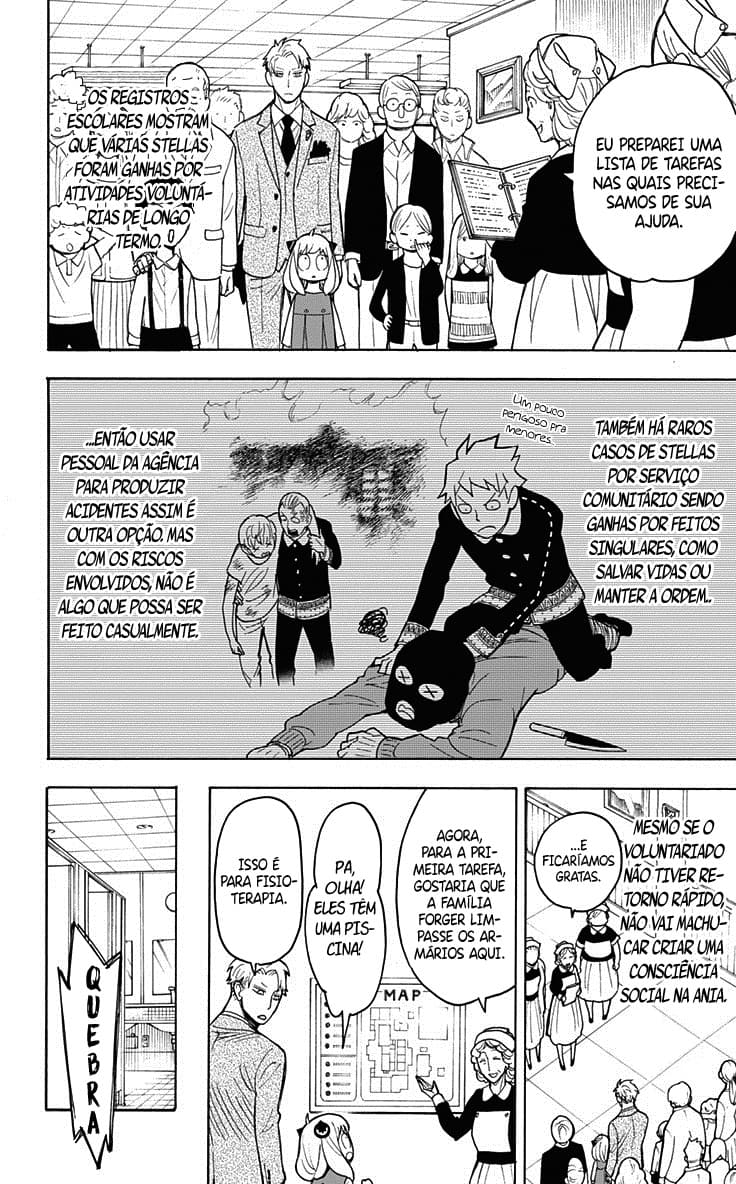 EU PREPAREI UMA
LISTA DE TAREFAS
NAS QUAIS PRECI-
SAMOS DE SUA
AJUDA.
OS REGISTROS
ESCOLARES MOSTRAM
QUE VÁRIAS STELLAS
FORAM GANHAS POR
ATIVIDADES VOLUNTÁ-
RIAS DE LONGO
TERMO.
TAMBÉM HÁ RAROS
CASOS DE STELLAS
POR SERVIÇO
COMUNITÁRIO SENDO
GANHAS POR FEITOS
SINGULARES, COMO
SALVAR VIDAS OU
MANTER A ORDEM..
Um pouco
perigoso pra
menores...
...ENTÃO USAR
PESSOAL DA AGÊNCIA
PARA PRODUZIR
ACIDENTES ASSIM É
OUTRA OPÇÃO. MAS
COM OS RISCOS
ENVOLVIDOS, NÃO É
ALGO QUE POSSA SER
FEITO CASUALMENTE.
MESMO SE O
VOLUNTARIADO
NÃO TIVER RE-
TORNO RÁPIDO,
NÃO VAI MACHU-
CAR CRIAR UMA
CONSCIÊNCIA
SOCIAL NA ANIA.
...E
FICARÍAMOS
GRATAS.
AGORA,
PARA A PRI-
MEIRA TAREFA,
GOSTARIA QUE
A FAMÍLIA
FORGER LIM-
PASSE OS AR-
MÁRIOS AQUI.
PA,
OLHA!
ELES TÊM
UMA PIS-
CINA!
ISSO É
PARA FISIO-
TERAPIA.
MAP
QUEBRA